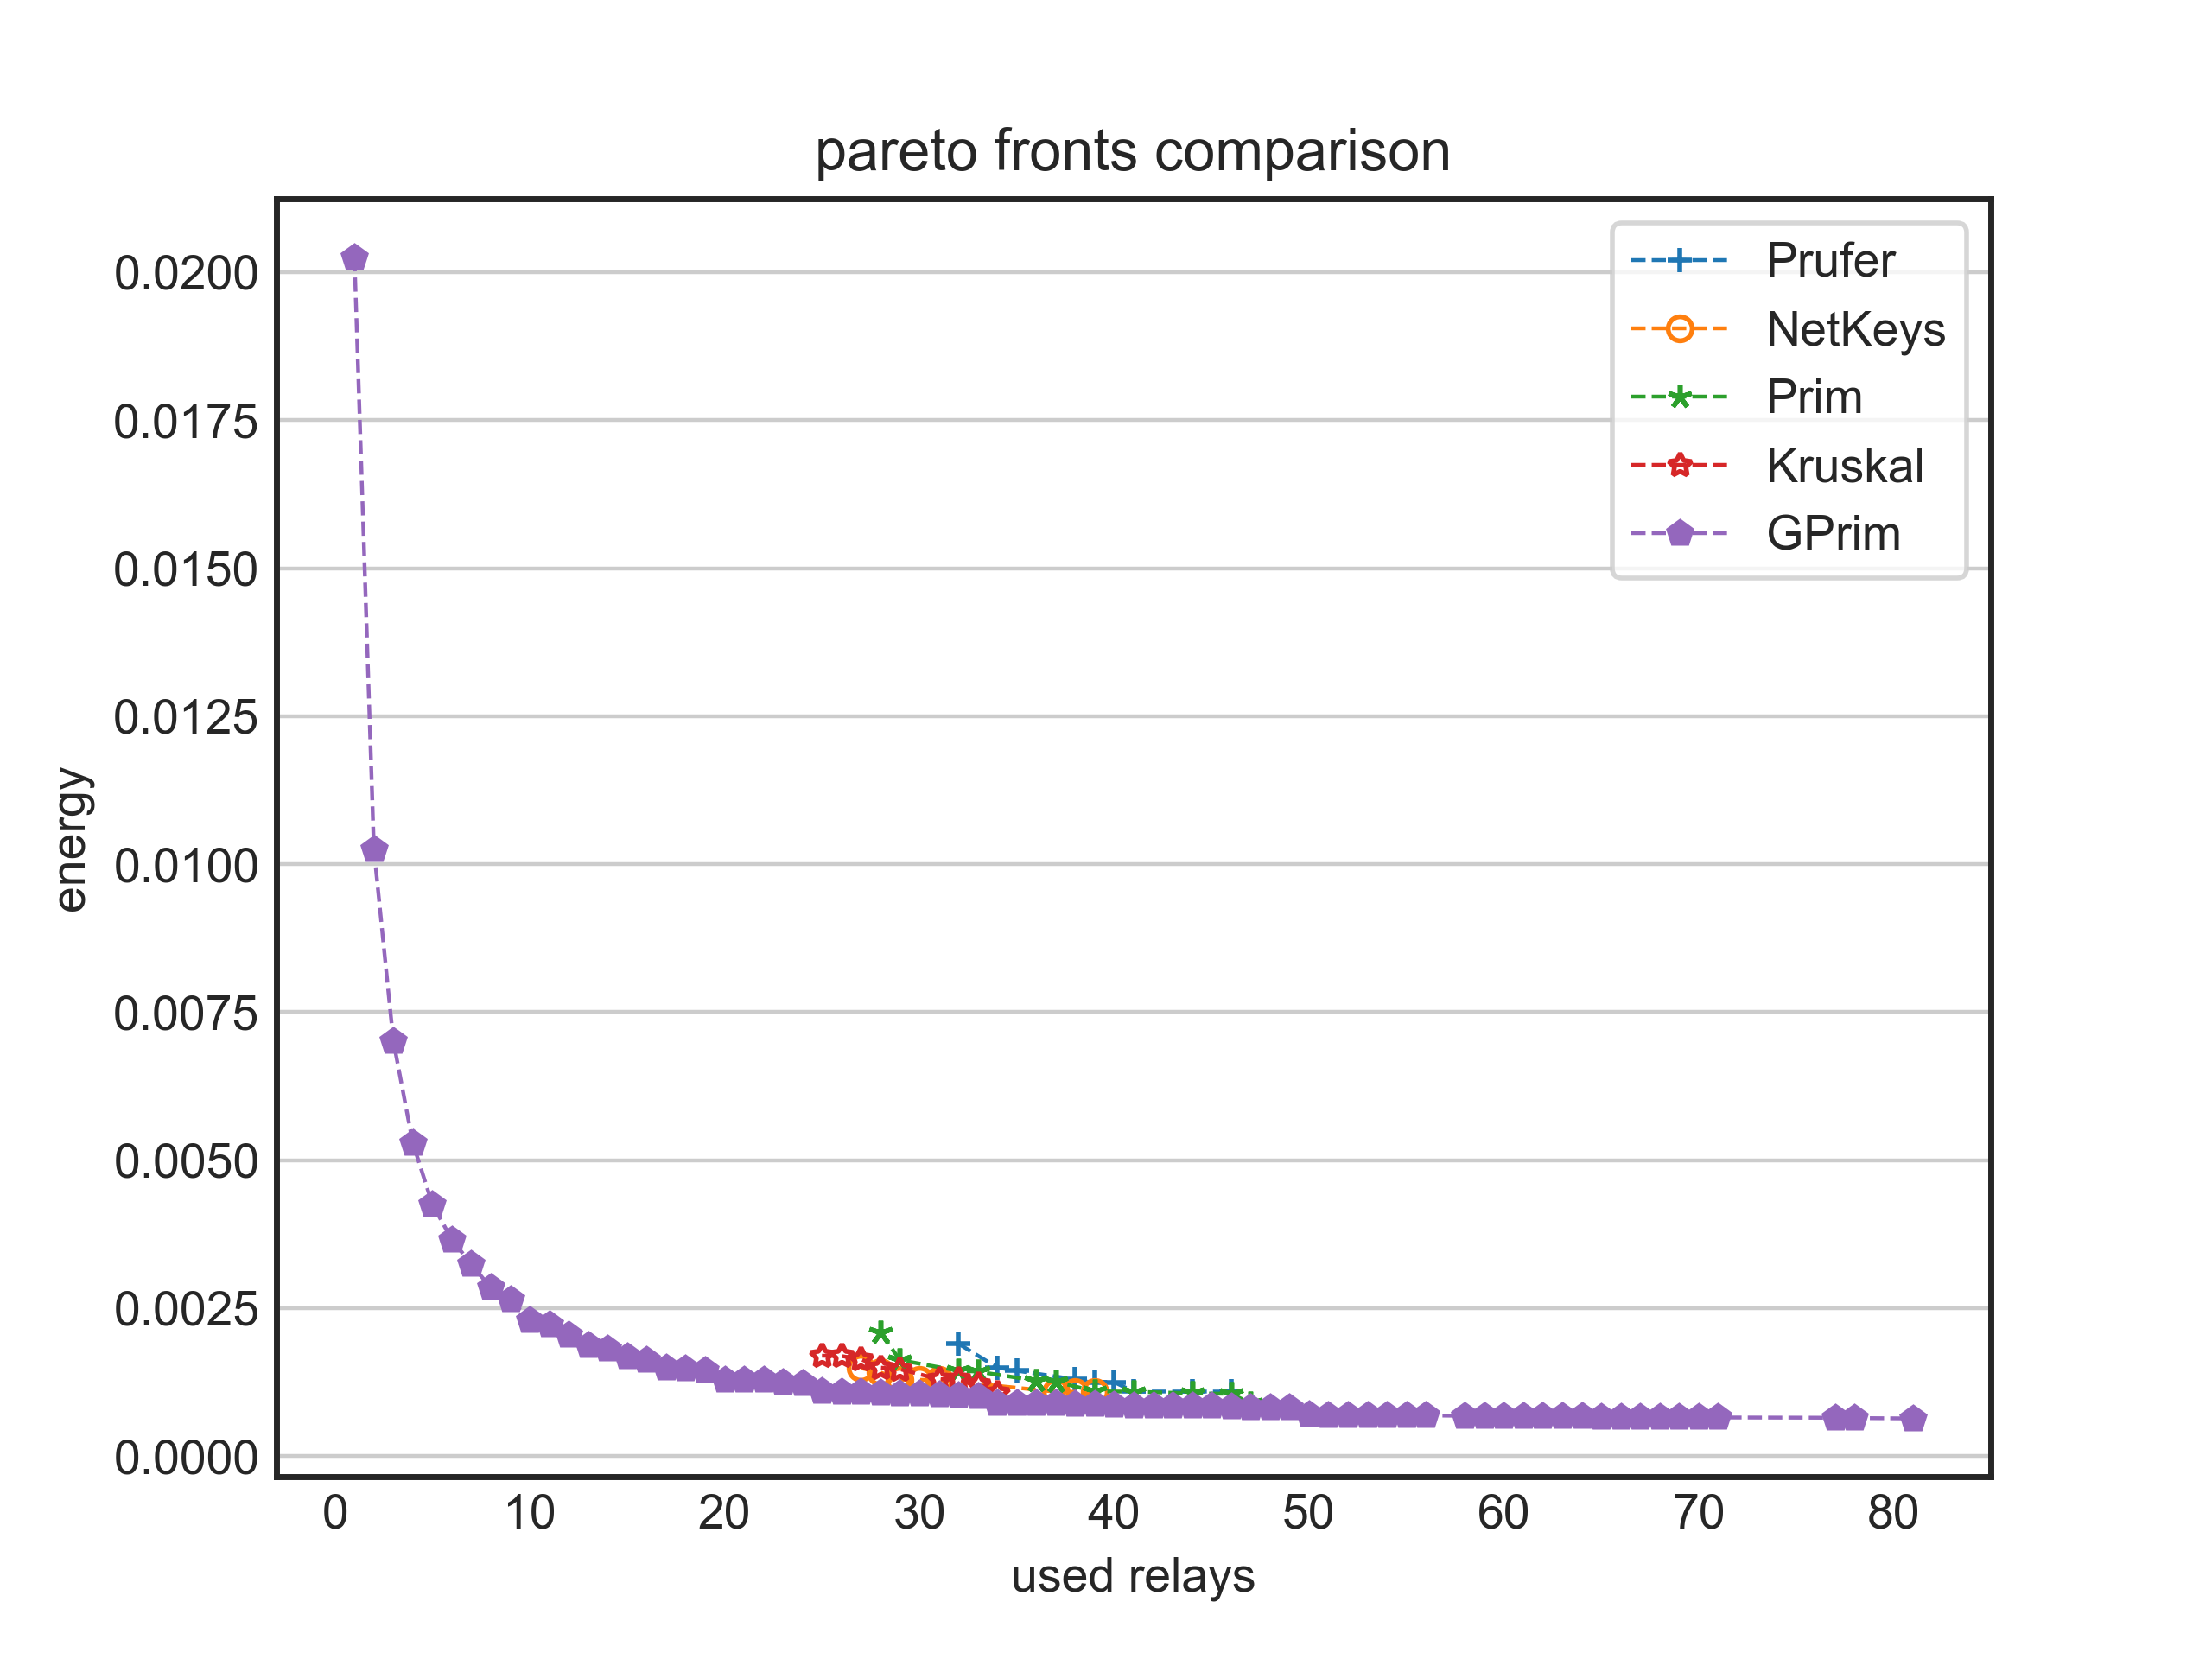 pareto fronts comparison
0.0200
0.0175
0.0150
0.0125
0.0100
0.0075
0.0050
0.0025
0.0000
energy
Prufer
NetKeys
Prim
Kruskal
GPrim
0 10 20 30 40 50 60 70 80
used relays